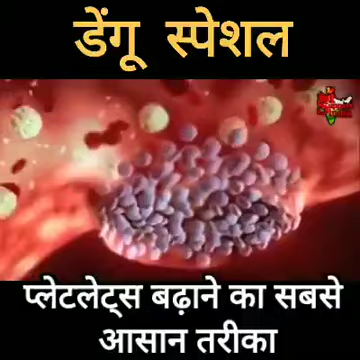 डेंगू स्पेशल
प्लेटलेट्स बढ़ाने का सबसे
आसान तरीका